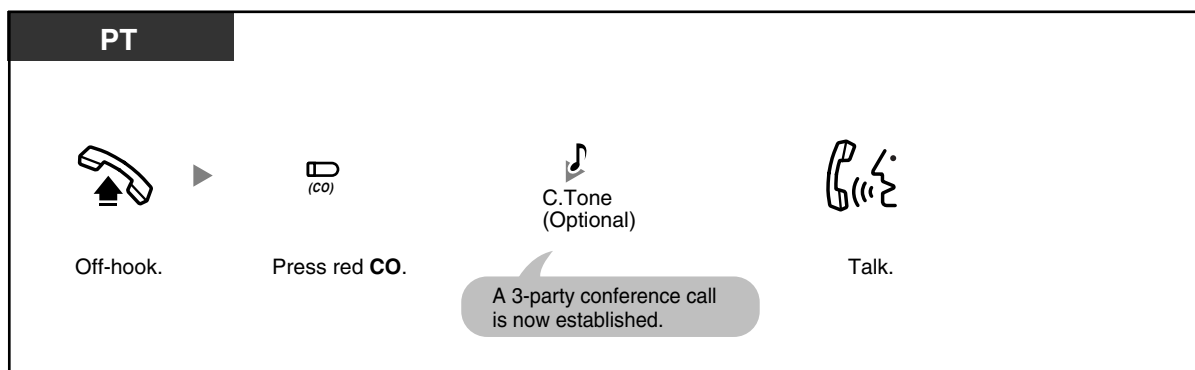 PT
(CO)
C.Tone
(Optional)
Off-hook.
Press red CO.
Talk.
A 3-party conference call
is now established.